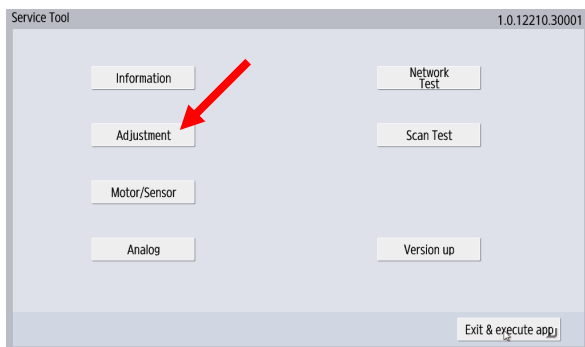 Service Tool 1.0.12210.30001
Information
Network
Test
Adjustment
Scan Test
Motor/Sensor
Analog
Version up
Exit & execute app